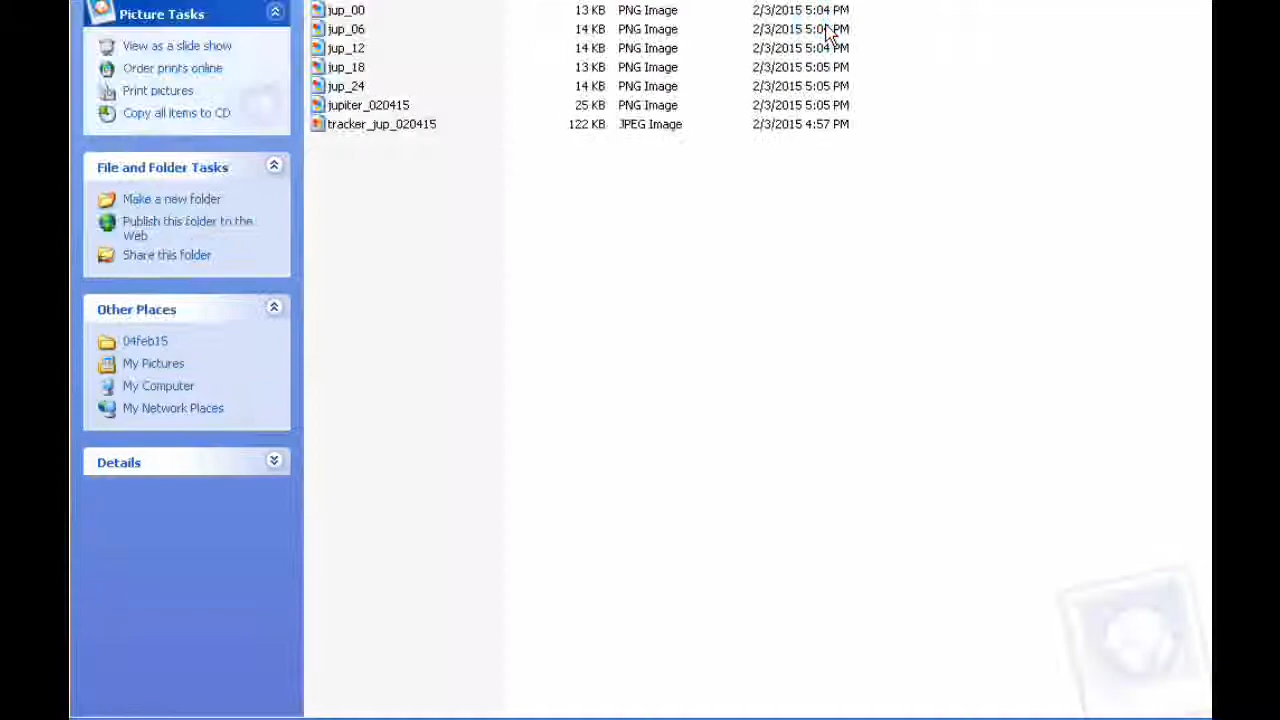 Picture Tasks
View as a slide show
Order prints online
Print pictures
Copy all items to CD
File and Folder Tasks
Make a new folder
Publish this folder to the
Web
Share this folder
Other Places
04feb15
My Pictures
My Computer
My Network Places
Details
jup_00 13 KB PNG Image 2/3/2015 5:04 PM
jup_06 14 KB PNG Image 2/3/2015 5:04 PM
jup_12 14 KB PNG Image 2/3/2015 5:04 PM
jup_18 13 KB PNG Image 2/3/2015 5:05 PM
jup_24 14 KB PNG Image 2/3/2015 5:05 PM
jupiter_020415 25 KB PNG Image 2/3/2015 5:05 PM
tracker_jup_020415 122 KB JPEG Image 2/3/2015 4:57 PM